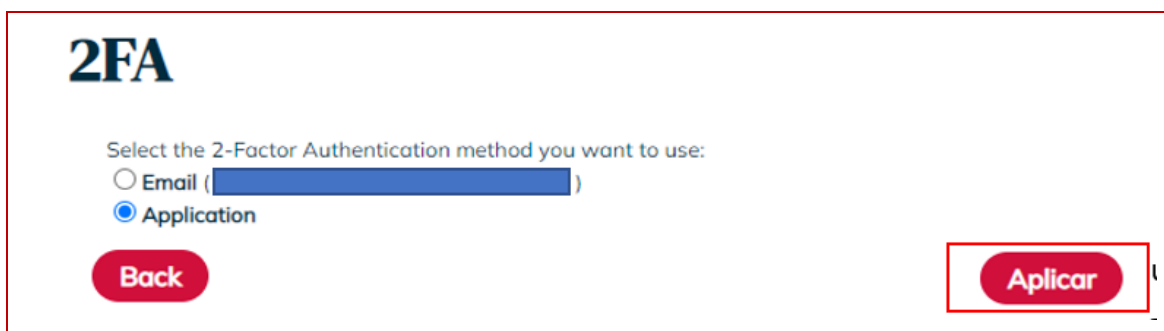 2FA
Select the 2-Factor Authentication method you want to use:
Email ( )
Application
Back Aplicar